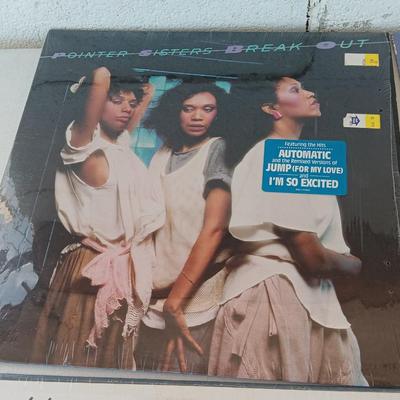 POINTER SISTERS BREAK OUT
Featuring the Hits
AUTOMATIC
and the Remixed Versions of
JUMP (FOR MY LOVE)
and
I'M SO EXCITED